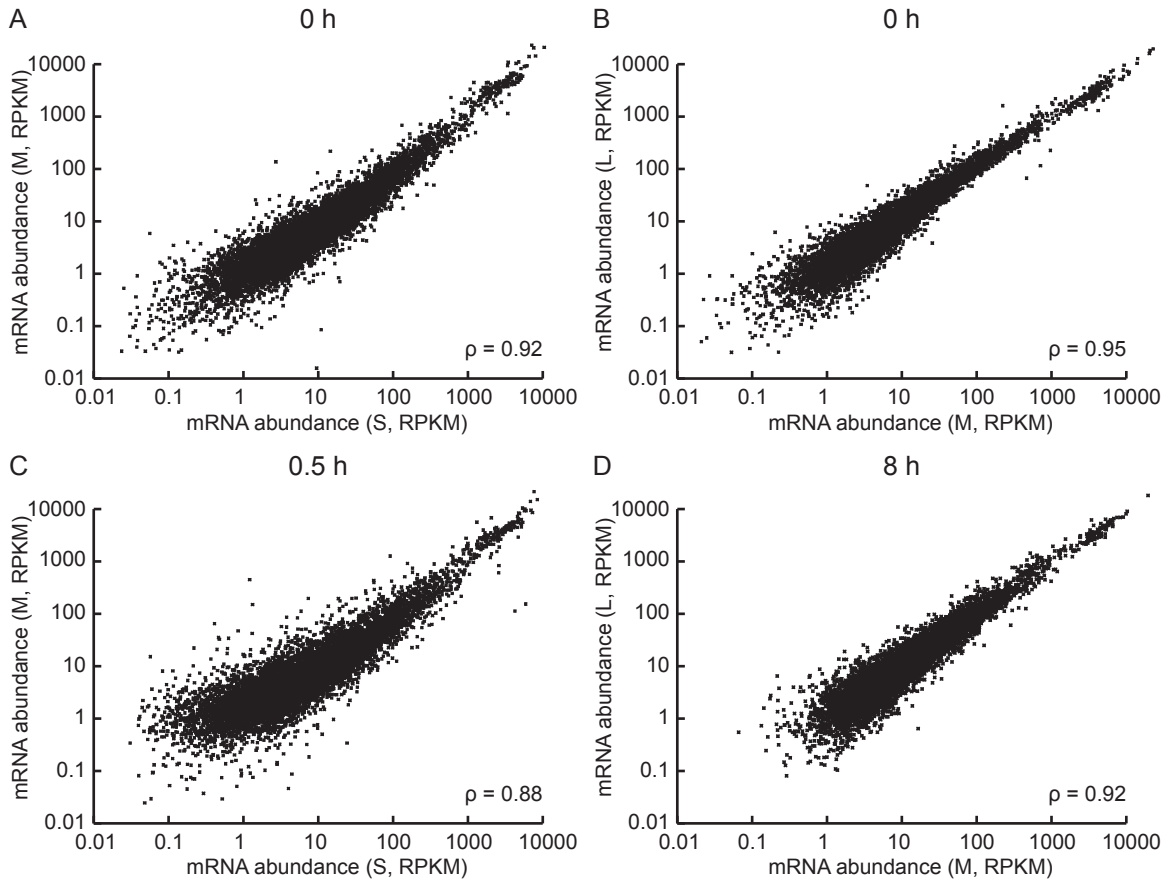 A
0 h
mRNA abundance (M, RPKM)
10000
1000
100
10
1
0.1
0.01
ρ = 0.92
0.01 0.1 1 10 100 1000 10000
mRNA abundance (S, RPKM)
B
0 h
mRNA abundance (L, RPKM)
10000
1000
100
10
1
0.1
0.01
ρ = 0.95
0.01 0.1 1 10 100 1000 10000
mRNA abundance (M, RPKM)
C
0.5 h
mRNA abundance (M, RPKM)
10000
1000
100
10
1
0.1
0.01
ρ = 0.88
0.01 0.1 1 10 100 1000 10000
mRNA abundance (S, RPKM)
D
8 h
mRNA abundance (L, RPKM)
10000
1000
100
10
1
0.1
0.01
ρ = 0.92
0.01 0.1 1 10 100 1000 10000
mRNA abundance (M, RPKM)